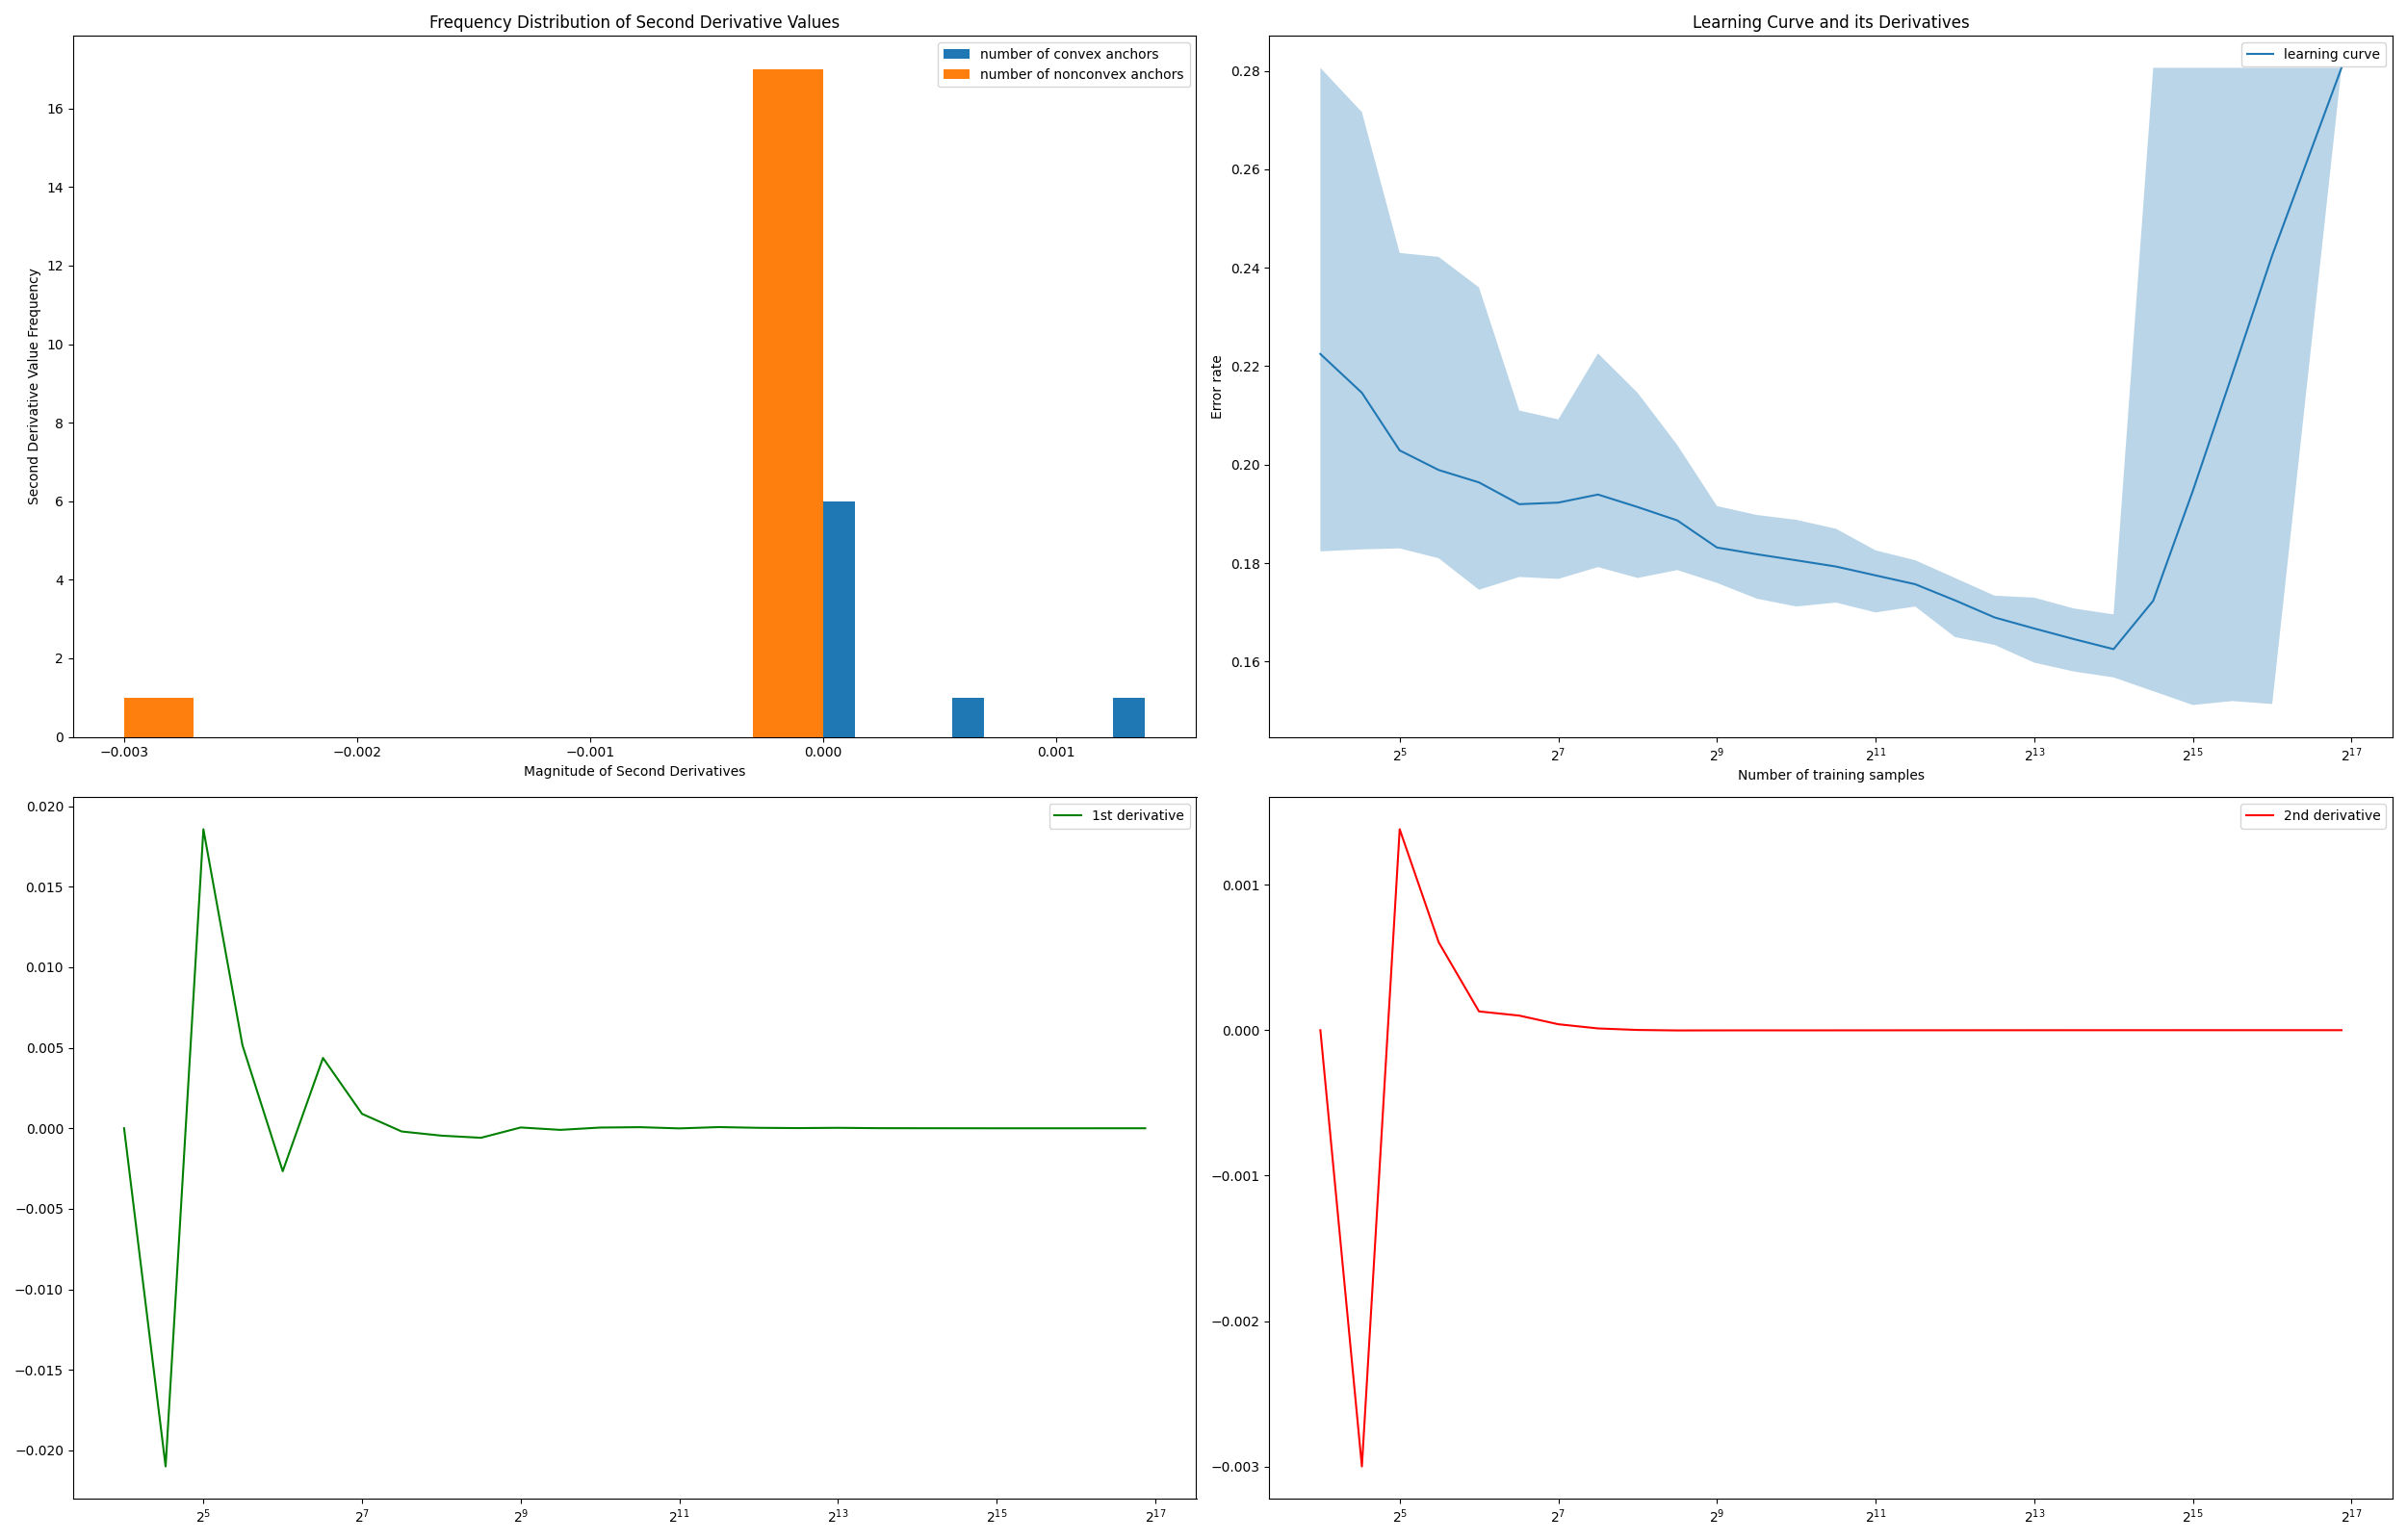 Frequency Distribution of Second Derivative Values
number of convex anchors
number of nonconvex anchors
Second Derivative Value Frequency
16
14
12
10
8
6
4
2
0
−0.003 −0.002 −0.001 0.000 0.001
Magnitude of Second Derivatives
Learning Curve and its Derivatives
learning curve
Error rate
0.28
0.26
0.24
0.22
0.20
0.18
0.16
2^5 2^7 2^9 2^11 2^13 2^15 2^17
Number of training samples
1st derivative
0.020
0.015
0.010
0.005
0.000
−0.005
−0.010
−0.015
−0.020
2^5 2^7 2^9 2^11 2^13 2^15 2^17
2nd derivative
0.001
0.000
−0.001
−0.002
−0.003
2^5 2^7 2^9 2^11 2^13 2^15 2^17